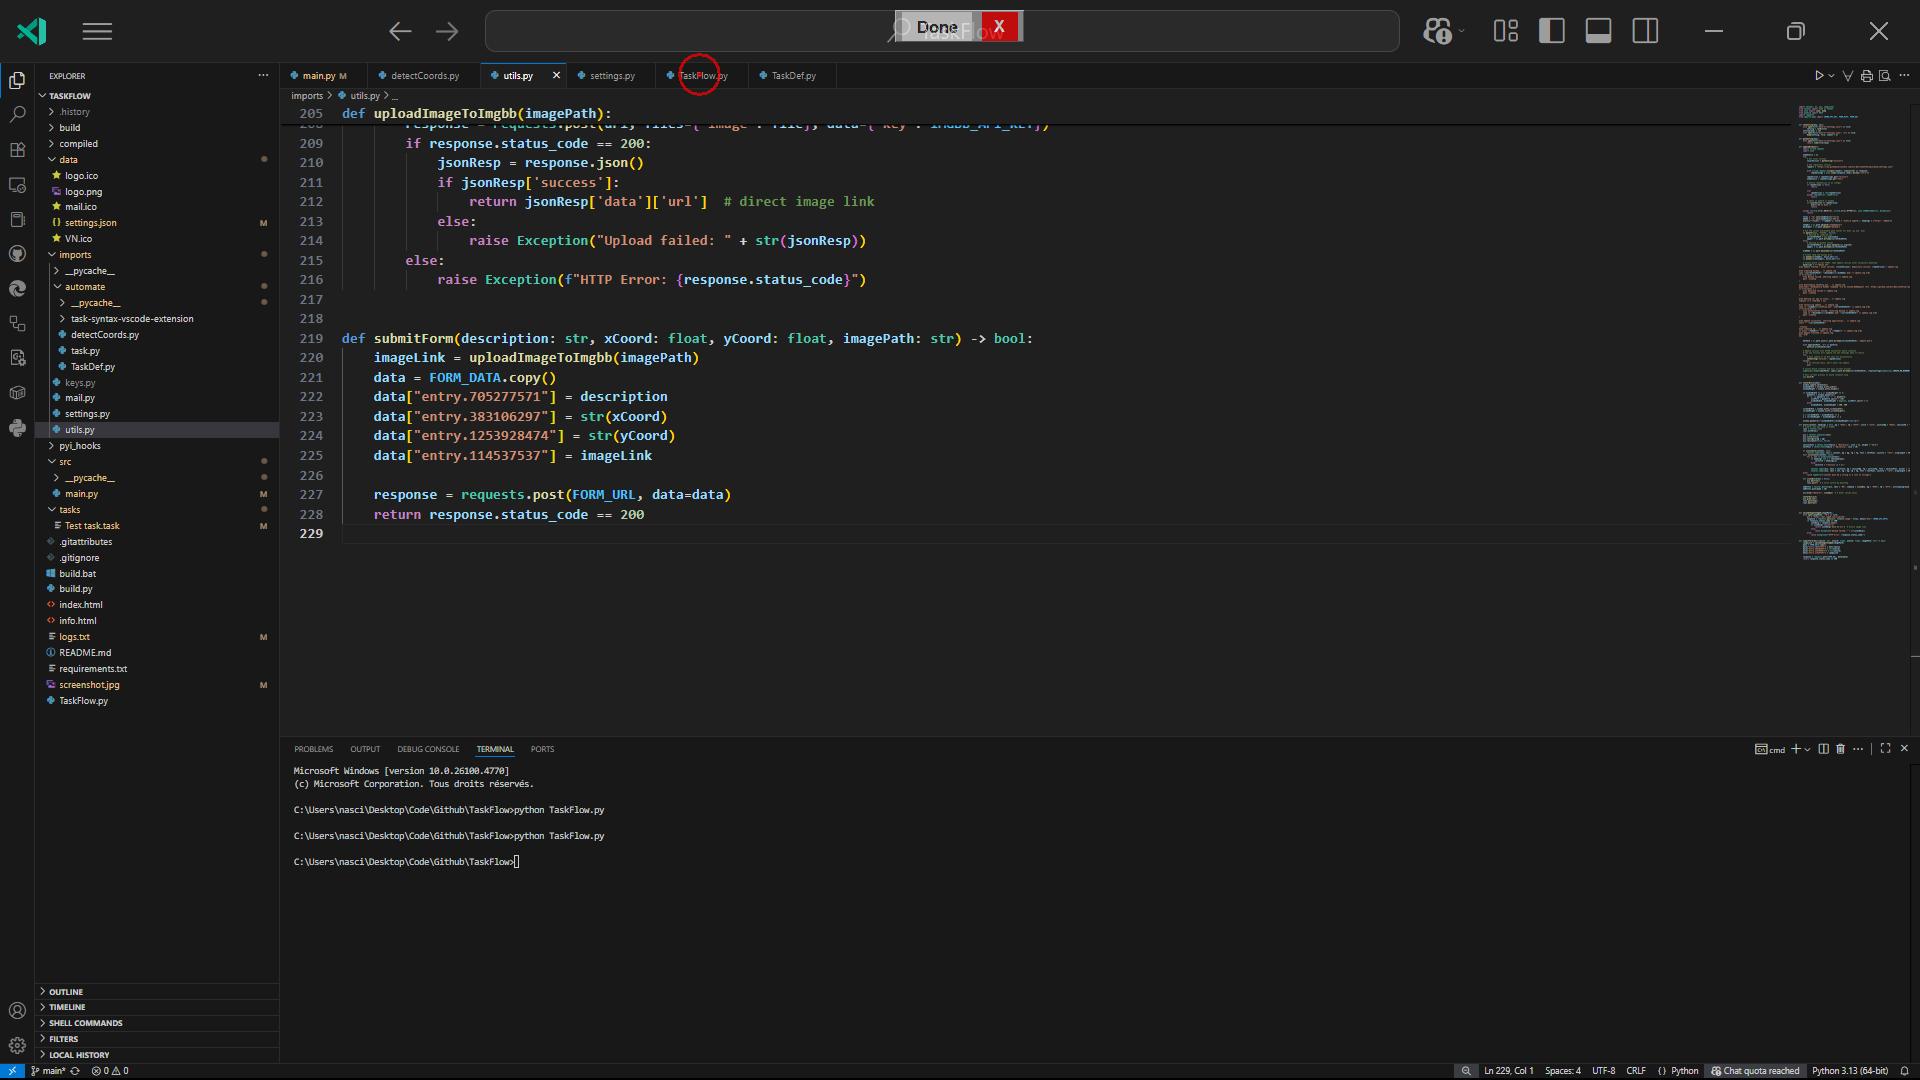 Done X
EXPLORER
TASKFLOW
.history
build
compiled
data
logo.ico
logo.png
mail.ico
settings.json M
VN.ico
imports
__pycache__
automate
__pycache__
task-syntax-vscode-extension
detectCoords.py
task.py
TaskDef.py
keys.py
mail.py
settings.py
utils.py
pyi_hooks
src
__pycache__
main.py M
tasks
Test task.task M
.gitattributes
.gitignore
build.bat
build.py
index.html
info.html
logs.txt M
README.md
requirements.txt
screenshot.jpg M
TaskFlow.py
OUTLINE
TIMELINE
SHELL COMMANDS
FILTERS
LOCAL HISTORY
main.py M detectCoords.py utils.py settings.py TaskFlow.py TaskDef.py
imports > utils.py > ...
205 def uploadImageToImgbb(imagePath):
209 if response.status_code == 200:
210 jsonResp = response.json()
211 if jsonResp['success']:
212 return jsonResp['data']['url'] # direct image link
213 else:
214 raise Exception("Upload failed: " + str(jsonResp))
215 else:
216 raise Exception(f"HTTP Error: {response.status_code}")
217
218
219 def submitForm(description: str, xCoord: float, yCoord: float, imagePath: str) -> bool:
220 imageLink = uploadImageToImgbb(imagePath)
221 data = FORM_DATA.copy()
222 data["entry.705277571"] = description
223 data["entry.383106297"] = str(xCoord)
224 data["entry.1253928474"] = str(yCoord)
225 data["entry.114537537"] = imageLink
226
227 response = requests.post(FORM_URL, data=data)
228 return response.status_code == 200
229
PROBLEMS OUTPUT DEBUG CONSOLE TERMINAL PORTS
cmd
Microsoft Windows [version 10.0.26100.4770]
(c) Microsoft Corporation. Tous droits réservés.
C:\Users\nasci\Desktop\Code\Github\TaskFlow>python TaskFlow.py
C:\Users\nasci\Desktop\Code\Github\TaskFlow>python TaskFlow.py
C:\Users\nasci\Desktop\Code\Github\TaskFlow>
main* 0 0
Ln 229, Col 1 Spaces: 4 UTF-8 CRLF {} Python Chat quota reached Python 3.13 (64-bit)